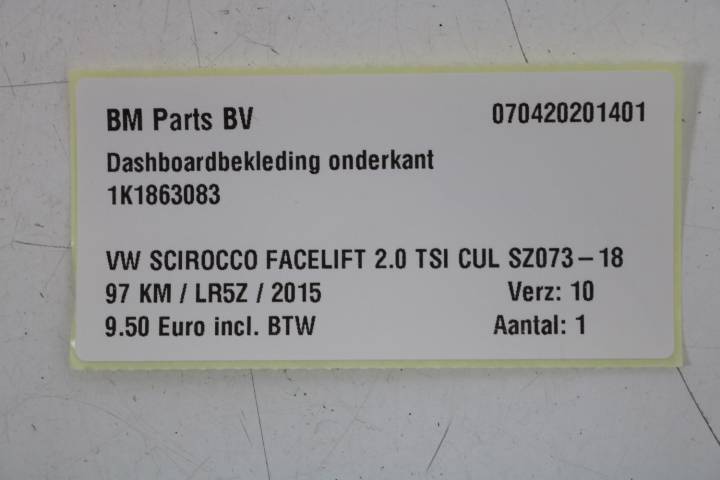 BM Parts BV 070420201401
Dashboardbekleding onderkant
1K1863083
VW SCIROCCO FACELIFT 2.0 TSI CUL SZ073-18
97 KM / LR5Z / 2015 Verz: 10
9.50 Euro incl. BTW Aantal: 1